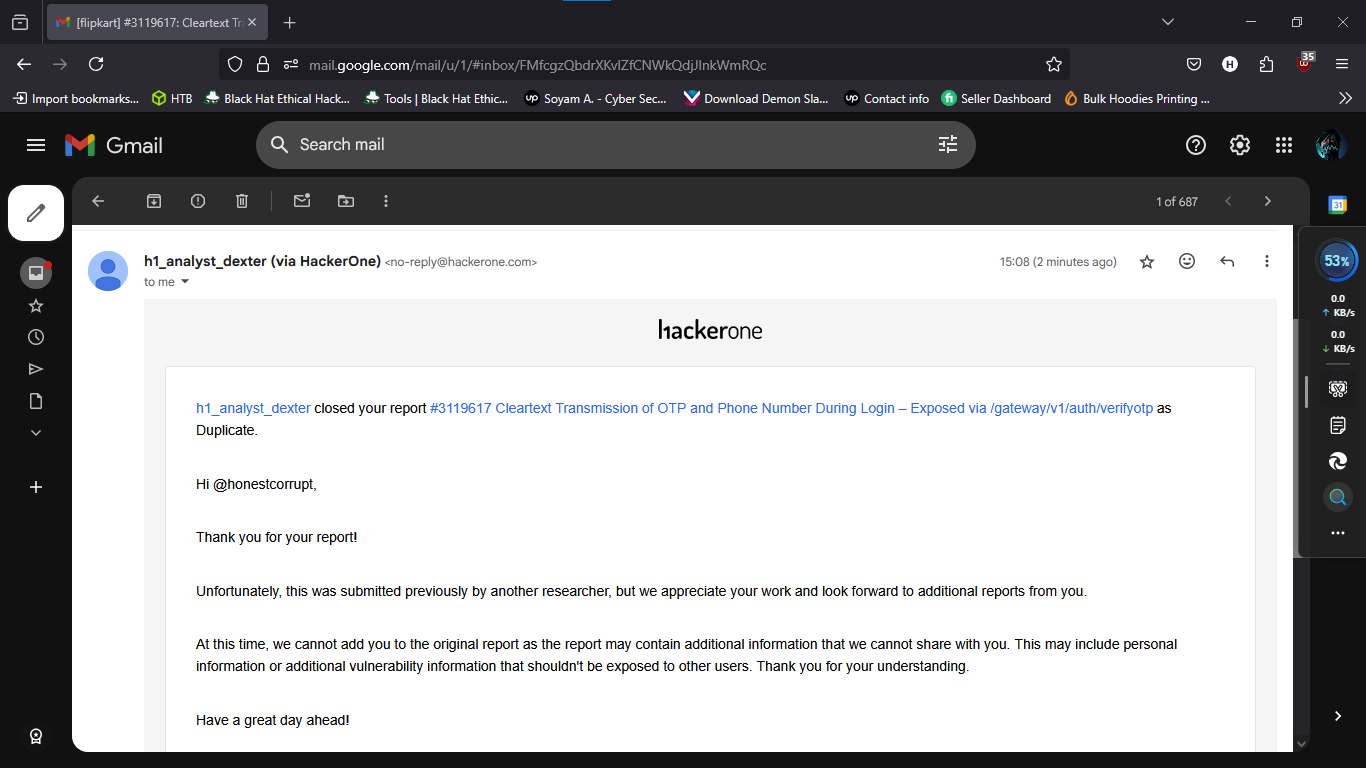 [flipkart] #3119617: Cleartext Tra
mail.google.com/mail/u/1/#inbox/
35
Import bookmarks...
HTB
Black Hat Ethical Hack...
Tools | Black Hat Ethic...
Soyam A. - Cyber Sec...
Download Demon Sla...
Contact info
Seller Dashboard
Bulk Hoodies Printing ...
Gmail
Search mail
1 of 687
31
h1_analyst_dexter (via HackerOne) <no-reply@hackerone.com>
15:08 (2 minutes ago)
to me
53%
0.0
KB/s
0.0
KB/s
hackerone
h1_analyst_dexter closed your report #3119617 Cleartext Transmission of OTP and Phone Number During Login – Exposed via /gateway/v1/auth/verifyotp as
Duplicate.
Hi @honestcorrupt,
Thank you for your report!
Unfortunately, this was submitted previously by another researcher, but we appreciate your work and look forward to additional reports from you.
At this time, we cannot add you to the original report as the report may contain additional information that we cannot share with you. This may include personal
information or additional vulnerability information that shouldn't be exposed to other users. Thank you for your understanding.
Have a great day ahead!